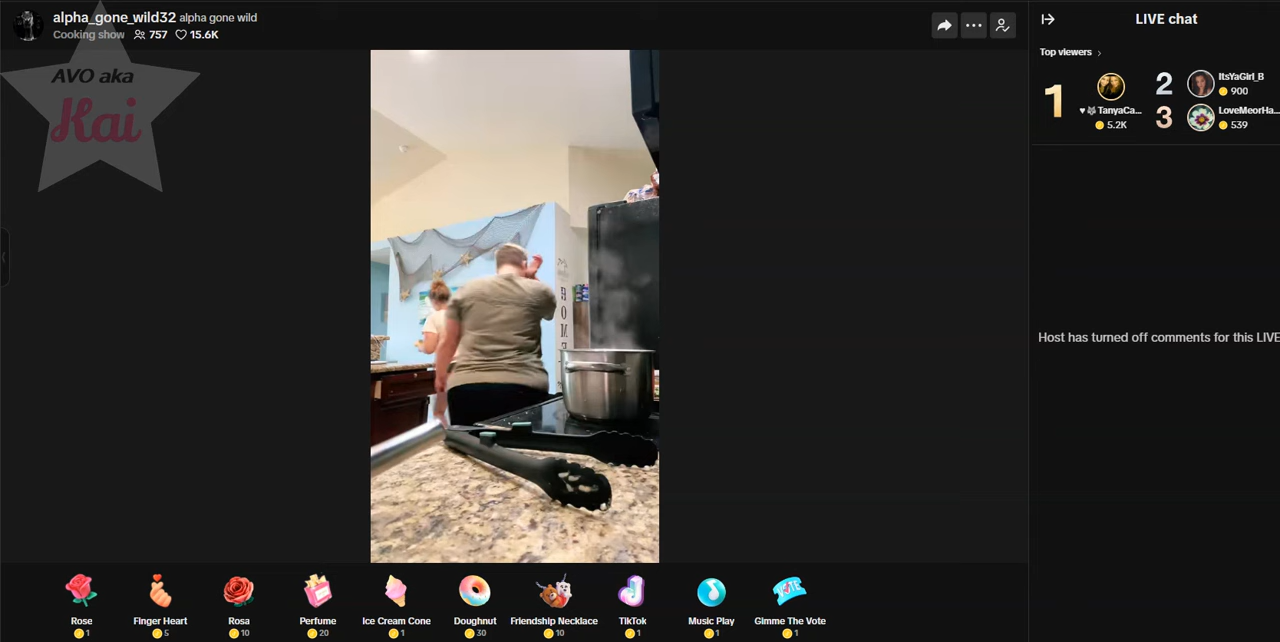 alpha_gone_wild32 alpha gone wild
Cooking show 757 15.6K
AVO aka
Kai
LIVE chat
Top viewers >
1
♥ TanyaCa...
5.2K
2
ItsYaGirl_B
900
3
LoveMeorHa...
539
Host has turned off comments for this LIVE
HOME
Rose
1
Finger Heart
5
Rosa
10
Perfume
20
Ice Cream Cone
1
Doughnut
30
Friendship Necklace
10
TikTok
1
Music Play
1
Gimme The Vote
1